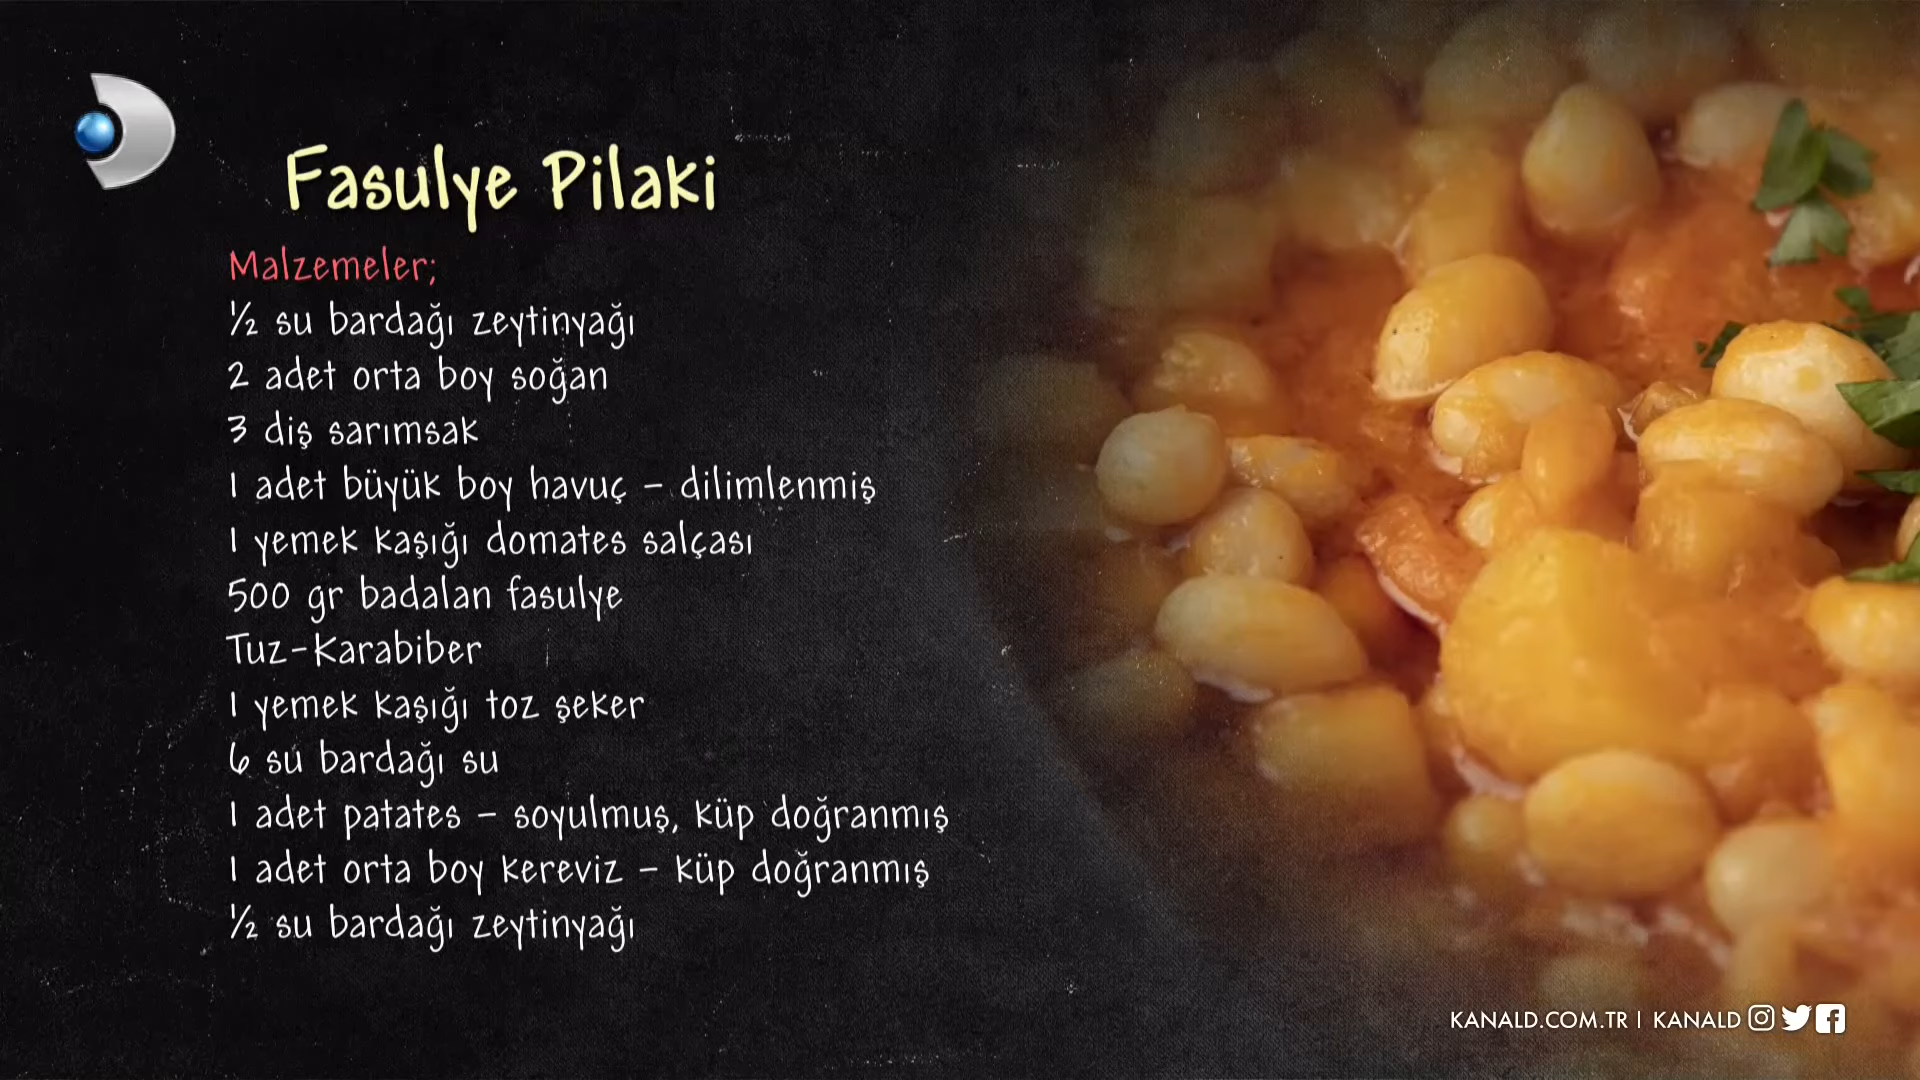 Fasulye Pilaki
Malzemeler;
½ su bardağı zeytinyağı
2 adet orta boy soğan
3 diş sarımsak
1 adet büyük boy havuç - dilimlenmiş
1 yemek kaşığı domates salçası
500 gr badalan fasulye
Tuz-Karabiber
1 yemek kaşığı toz şeker
6 su bardağı su
1 adet patates - soyulmuş, küp doğranmış
1 adet orta boy kereviz - küp doğranmış
½ su bardağı zeytinyağı
KANALD.COM.TR | KANALD